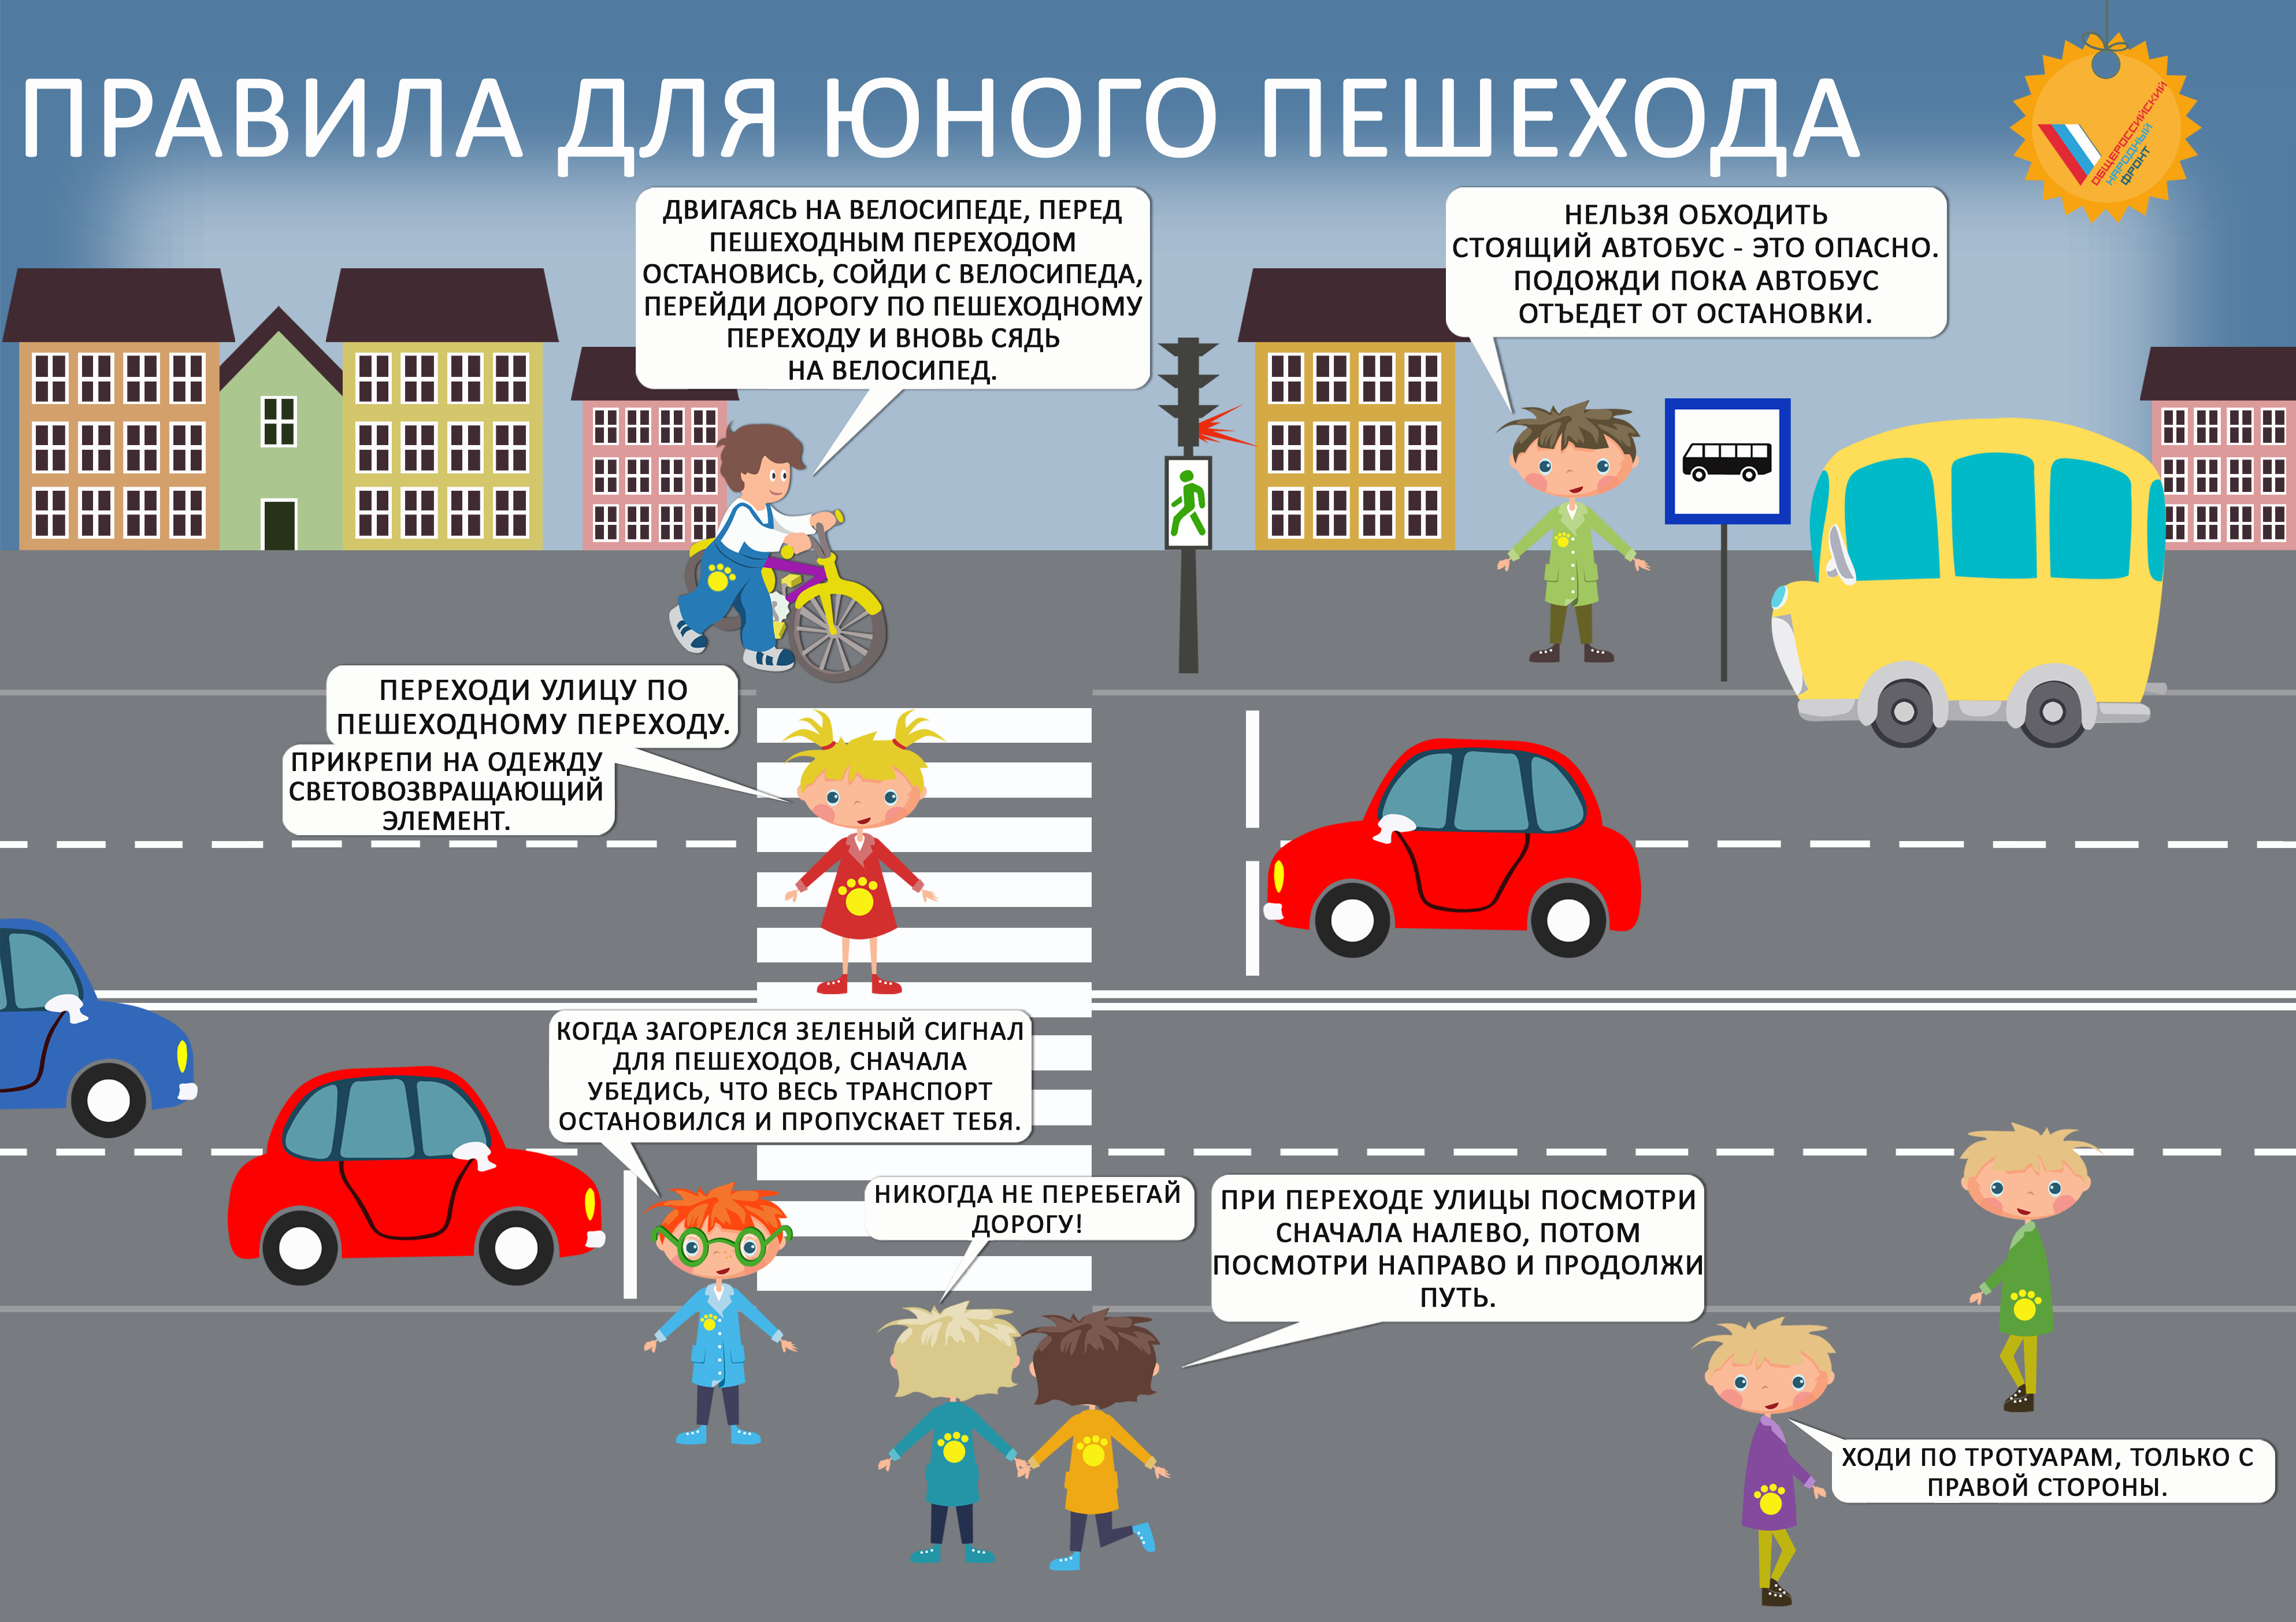 ПРАВИЛА ДЛЯ ЮНОГО ПЕШЕХОДА
ОБЩЕРОССИЙСКИЙ
НАРОДНЫЙ
ФРОНТ
ДВИГАЯСЬ НА ВЕЛОСИПЕДЕ, ПЕРЕД
ПЕШЕХОДНЫМ ПЕРЕХОДОМ
ОСТАНОВИСЬ, СОЙДИ С ВЕЛОСИПЕДА,
ПЕРЕЙДИ ДОРОГУ ПО ПЕШЕХОДНОМУ
ПЕРЕХОДУ И ВНОВЬ СЯДЬ
НА ВЕЛОСИПЕД.
НЕЛЬЗЯ ОБХОДИТЬ
СТОЯЩИЙ АВТОБУС - ЭТО ОПАСНО.
ПОДОЖДИ ПОКА АВТОБУС
ОТЪЕДЕТ ОТ ОСТАНОВКИ.
ПЕРЕХОДИ УЛИЦУ ПО
ПЕШЕХОДНОМУ ПЕРЕХОДУ.
ПРИКРЕПИ НА ОДЕЖДУ
СВЕТОВОЗВРАЩАЮЩИЙ
ЭЛЕМЕНТ.
КОГДА ЗАГОРЕЛСЯ ЗЕЛЕНЫЙ СИГНАЛ
ДЛЯ ПЕШЕХОДОВ, СНАЧАЛА
УБЕДИСЬ, ЧТО ВЕСЬ ТРАНСПОРТ
ОСТАНОВИЛСЯ И ПРОПУСКАЕТ ТЕБЯ.
НИКОГДА НЕ ПЕРЕБЕГАЙ
ДОРОГУ!
ПРИ ПЕРЕХОДЕ УЛИЦЫ ПОСМОТРИ
СНАЧАЛА НАЛЕВО, ПОТОМ
ПОСМОТРИ НАПРАВО И ПРОДОЛЖИ
ПУТЬ.
ХОДИ ПО ТРОТУАРАМ, ТОЛЬКО С
ПРАВОЙ СТОРОНЫ.